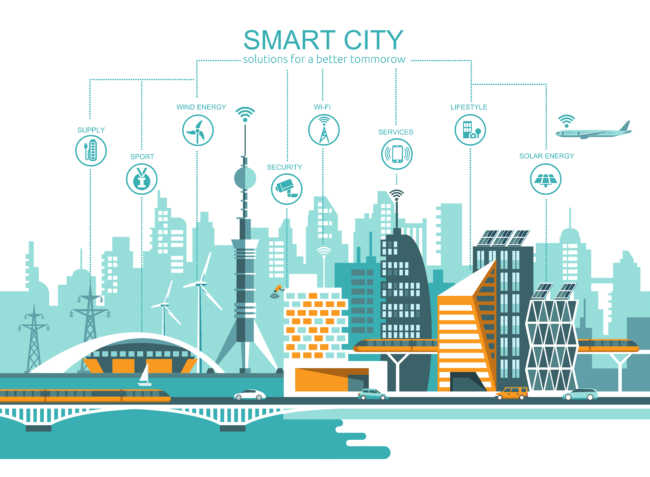 SMART CITY
solutions for a better tommorow
WIND ENERGY
WI-FI
LIFESTYLE
SUPPLY
SERVICES
SPORT
SECURITY
SOLAR ENERGY